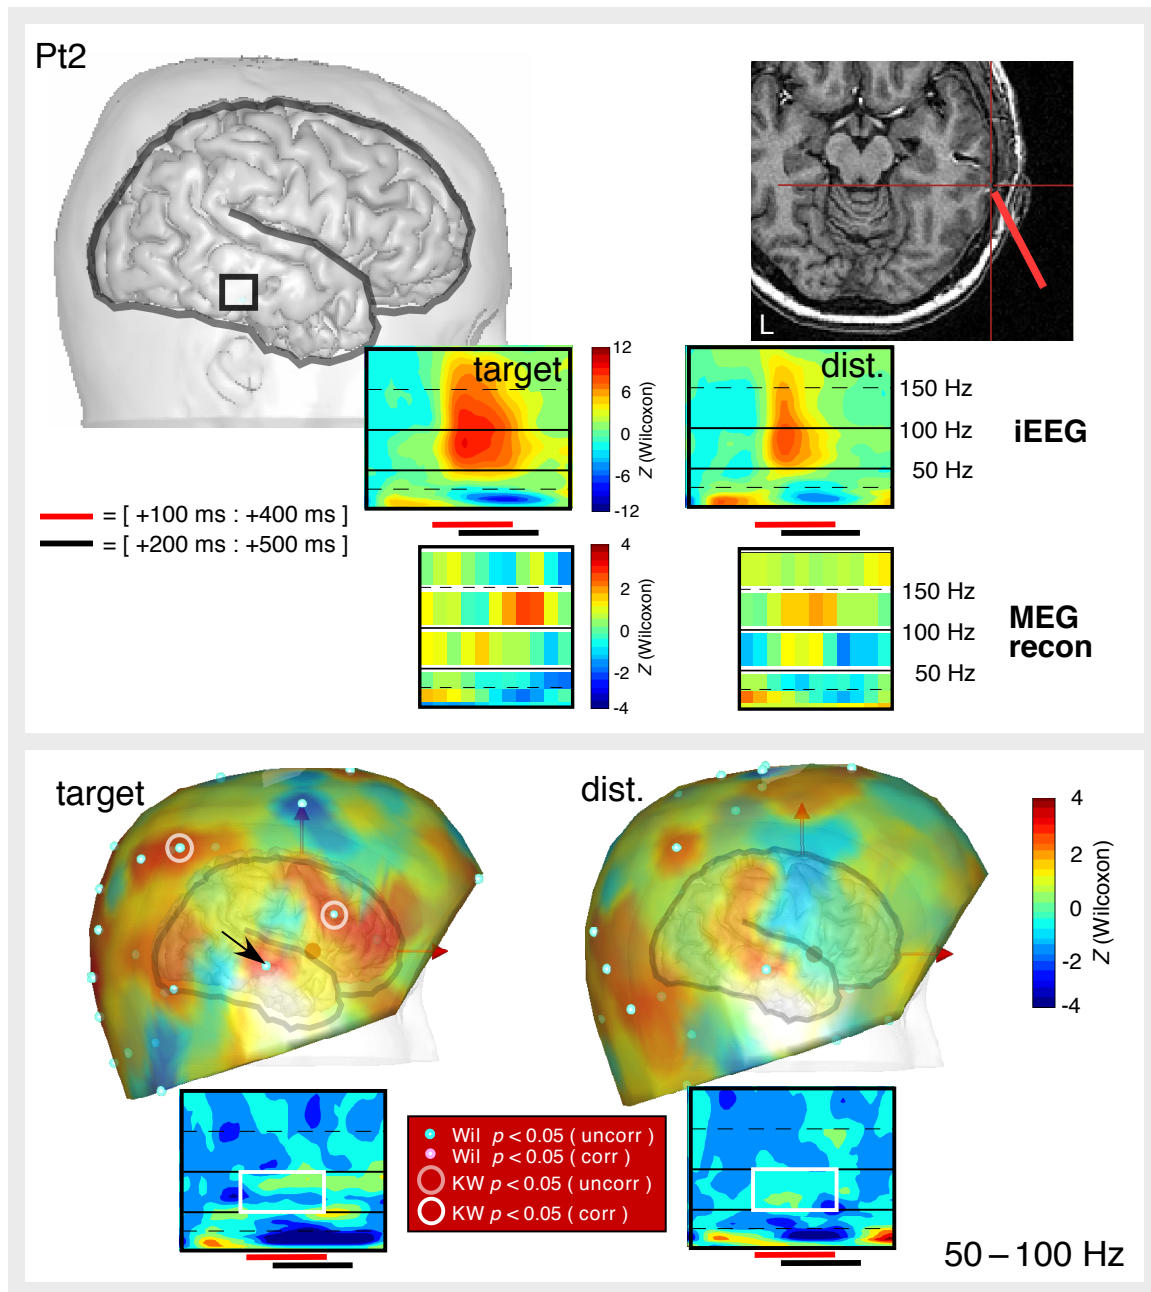 Pt2
L
target
dist.
12
6
0
-6
-12
Z (Wilcoxon)
150 Hz
100 Hz
50 Hz
iEEG
= [ +100 ms : +400 ms ]
= [ +200 ms : +500 ms ]
4
2
0
-2
-4
Z (Wilcoxon)
150 Hz
100 Hz
50 Hz
MEG
recon
target
dist.
4
2
0
-2
-4
Z (Wilcoxon)
Wil p < 0.05 ( uncorr )
Wil p < 0.05 ( corr )
KW p < 0.05 ( uncorr )
KW p < 0.05 ( corr )
50 – 100 Hz